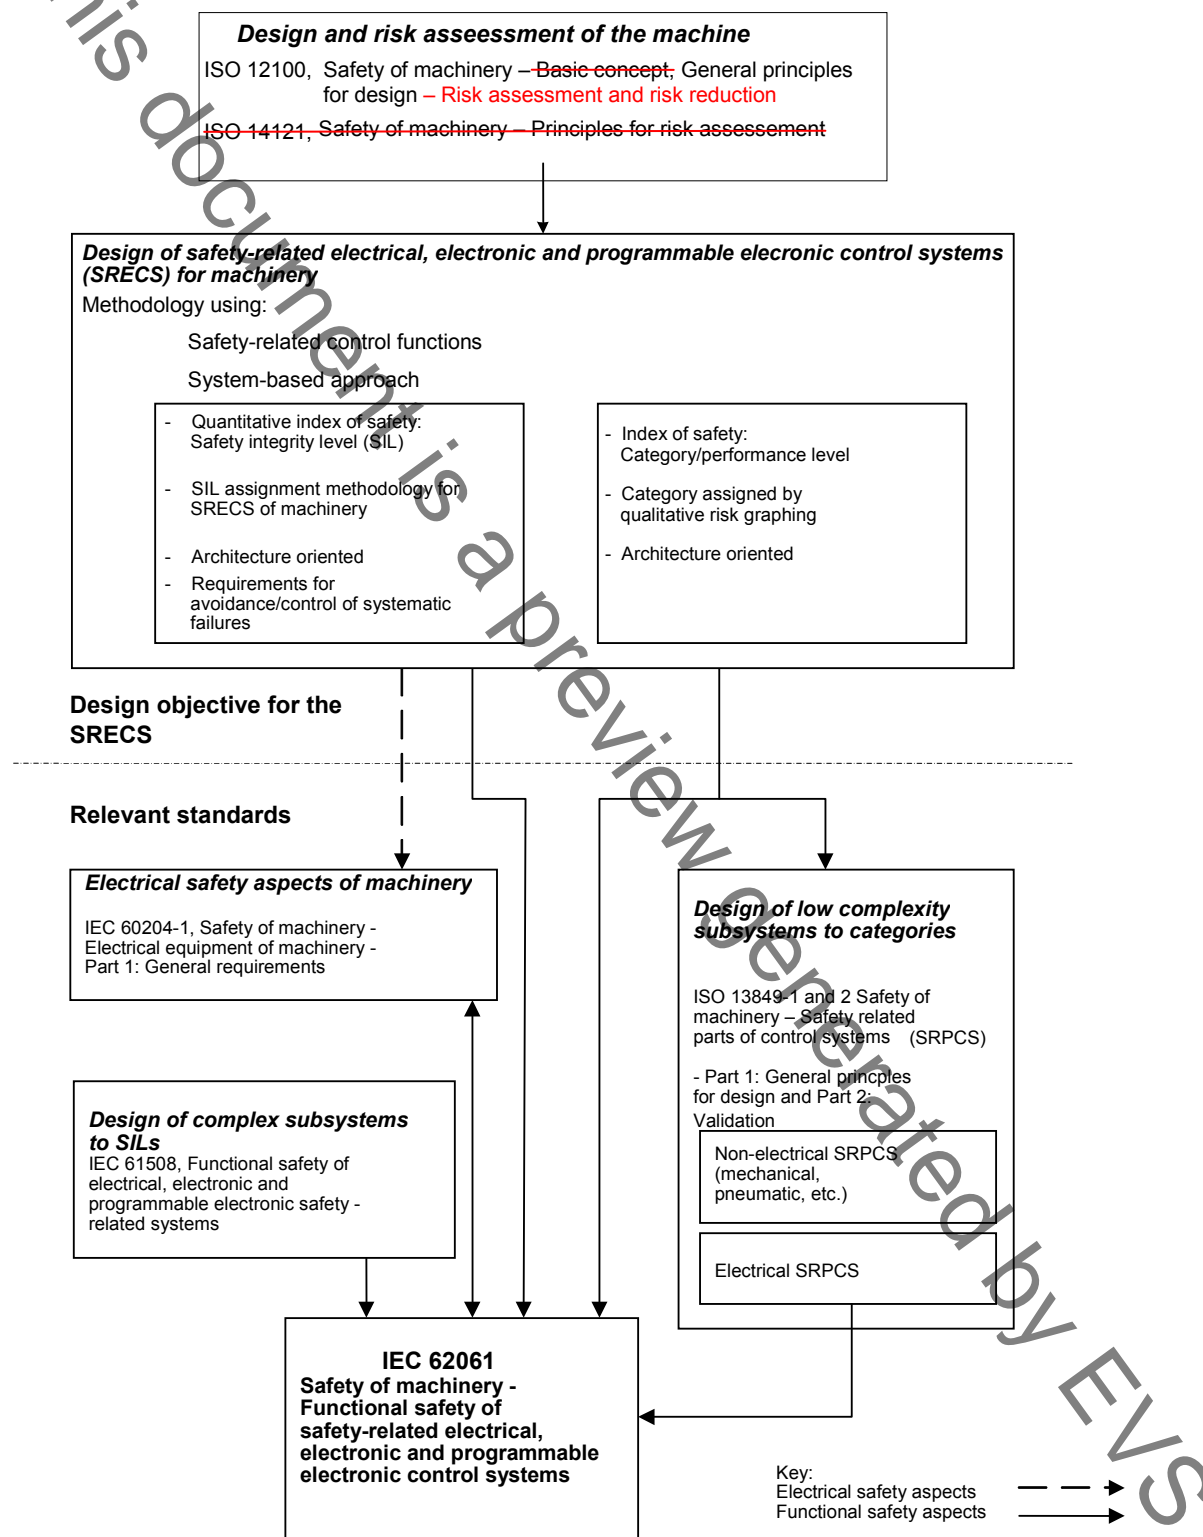 This document is a preview generated by EVS
Design and risk asseessment of the machine
ISO 12100, Safety of machinery – Basic concept, General principles
for design – Risk assessment and risk reduction
ISO 14121, Safety of machinery – Principles for risk assessement
Design of safety-related electrical, electronic and programmable elecronic control systems
(SRECS) for machinery
Methodology using:
Safety-related control functions
System-based approach
- Quantitative index of safety:
Safety integrity level (SIL)
- SIL assignment methodology for
SRECS of machinery
- Architecture oriented
- Requirements for
avoidance/control of systematic
failures
- Index of safety:
Category/performance level
- Category assigned by
qualitative risk graphing
- Architecture oriented
Design objective for the
SRECS
Relevant standards
Electrical safety aspects of machinery
IEC 60204-1, Safety of machinery -
Electrical equipment of machinery -
Part 1: General requirements
Design of low complexity
subsystems to categories
ISO 13849-1 and 2 Safety of
machinery – Safety related
parts of control systems (SRPCS)
- Part 1: General princples
for design and Part 2:
Validation
Non-electrical SRPCS
(mechanical,
pneumatic, etc.)
Electrical SRPCS
Design of complex subsystems
to SILs
IEC 61508, Functional safety of
electrical, electronic and
programmable electronic safety -
related systems
IEC 62061
Safety of machinery -
Functional safety of
safety-related electrical,
electronic and programmable
electronic control systems
Key:
Electrical safety aspects
Functional safety aspects